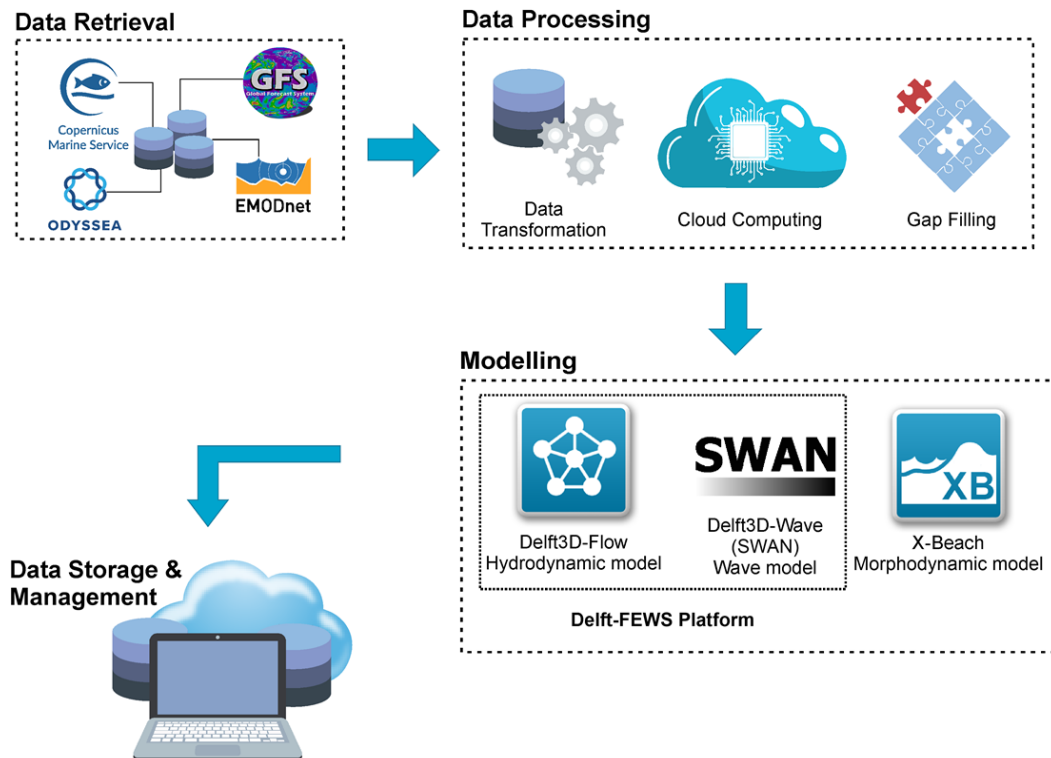 Data Retrieval
Copernicus
Marine Service
GFS
Global Forecast System
ODYSSEA
EMODnet
Data Processing
Data
Transformation
Cloud Computing
Gap Filling
Modelling
SWAN
XB
Delft3D-Flow
Hydrodynamic model
Delft3D-Wave
(SWAN)
Wave model
X-Beach
Morphodynamic model
Delft-FEWS Platform
Data Storage &
Management